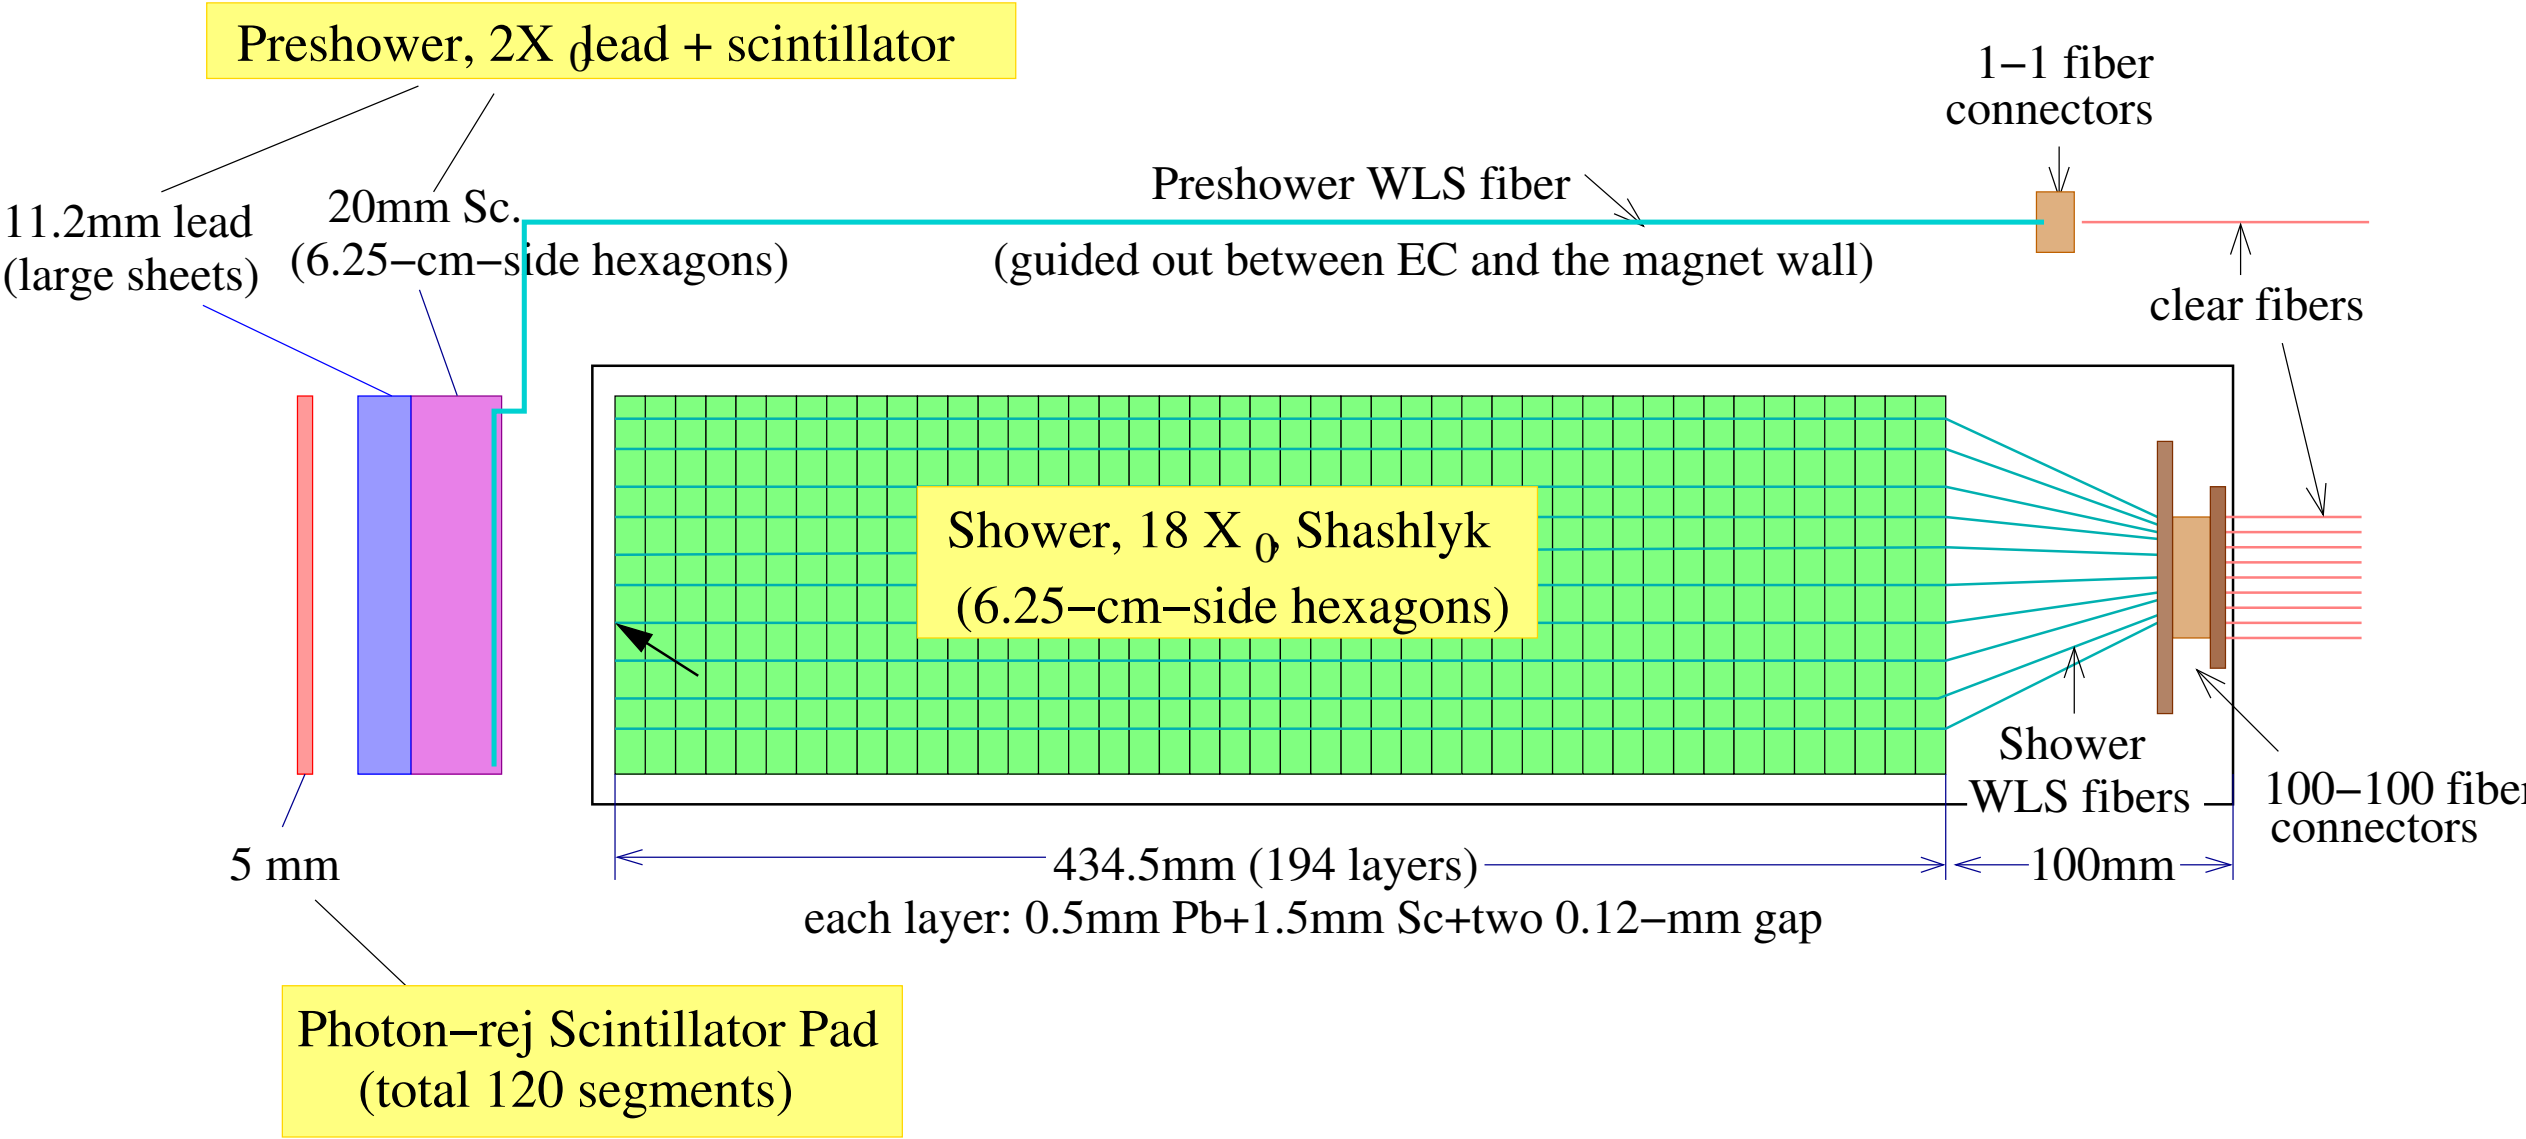 Preshower, 2X 0 lead + scintillator
1−1 fiber
connectors
Preshower WLS fiber
(guided out between EC and the magnet wall)
11.2mm lead
(large sheets)
20mm Sc.
(6.25−cm−side hexagons)
clear fibers
Shower, 18 X 0, Shashlyk
(6.25−cm−side hexagons)
Shower
WLS fibers
100−100 fiber
connectors
5 mm
434.5mm (194 layers)
100mm
each layer: 0.5mm Pb+1.5mm Sc+two 0.12−mm gap
Photon−rej Scintillator Pad
(total 120 segments)